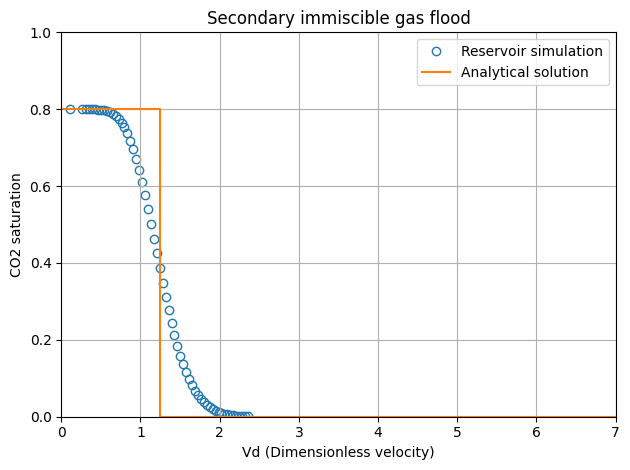 Secondary immiscible gas flood
Reservoir simulation
Analytical solution
CO2 saturation
1.0
0.8
0.6
0.4
0.2
0.0
0 1 2 3 4 5 6 7
Vd (Dimensionless velocity)